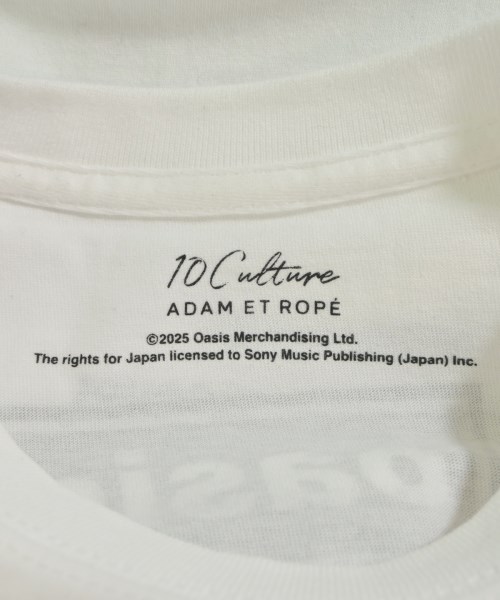 10 Culture
ADAM ET ROPÉ
©2025 Oasis Merchandising Ltd.
The rights for Japan licensed to Sony Music Publishing (Japan) Inc.
oasis